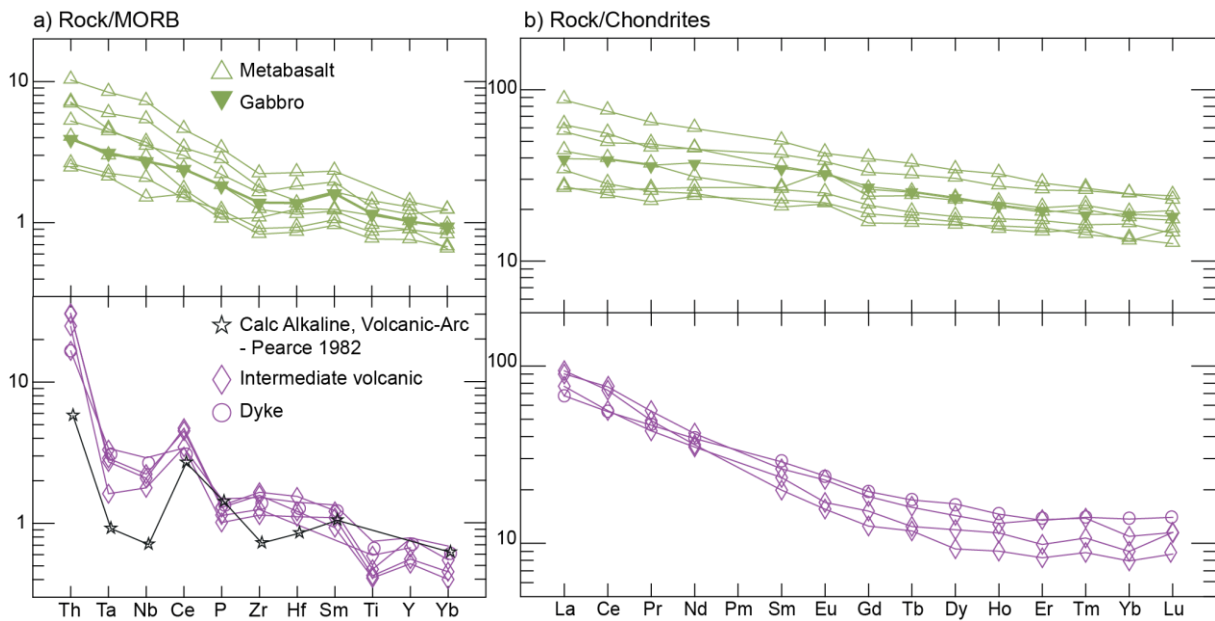 a) Rock/MORB
b) Rock/Chondrites
10
1
Metabasalt
Gabbro
100
10
10
1
Calc Alkaline, Volcanic-Arc
- Pearce 1982
Intermediate volcanic
Dyke
100
10
Th Ta Nb Ce P Zr Hf Sm Ti Y Yb
La Ce Pr Nd Pm Sm Eu Gd Tb Dy Ho Er Tm Yb Lu